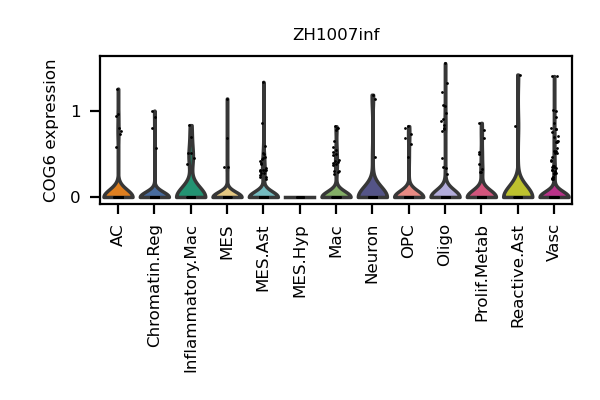 ZH1007inf
COG6 expression
1
0
AC
Chromatin.Reg
Inflammatory.Mac
MES
MES.Ast
MES.Hyp
Mac
Neuron
OPC
Oligo
Prolif.Metab
Reactive.Ast
Vasc